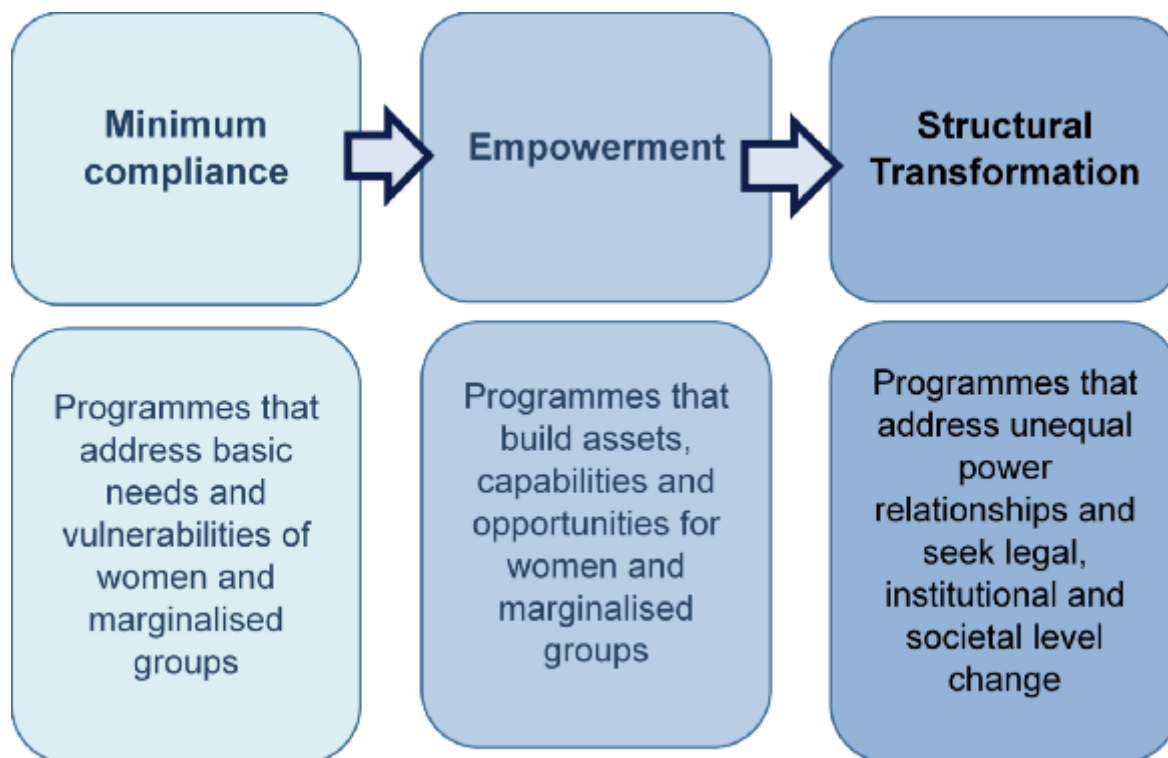 Minimum
compliance
Empowerment
Structural
Transformation
Programmes that
address basic
needs and
vulnerabilities of
women and
marginalised
groups
Programmes that
build assets,
capabilities and
opportunities for
women and
marginalised
groups
Programmes that
address unequal
power
relationships and
seek legal,
institutional and
societal level
change